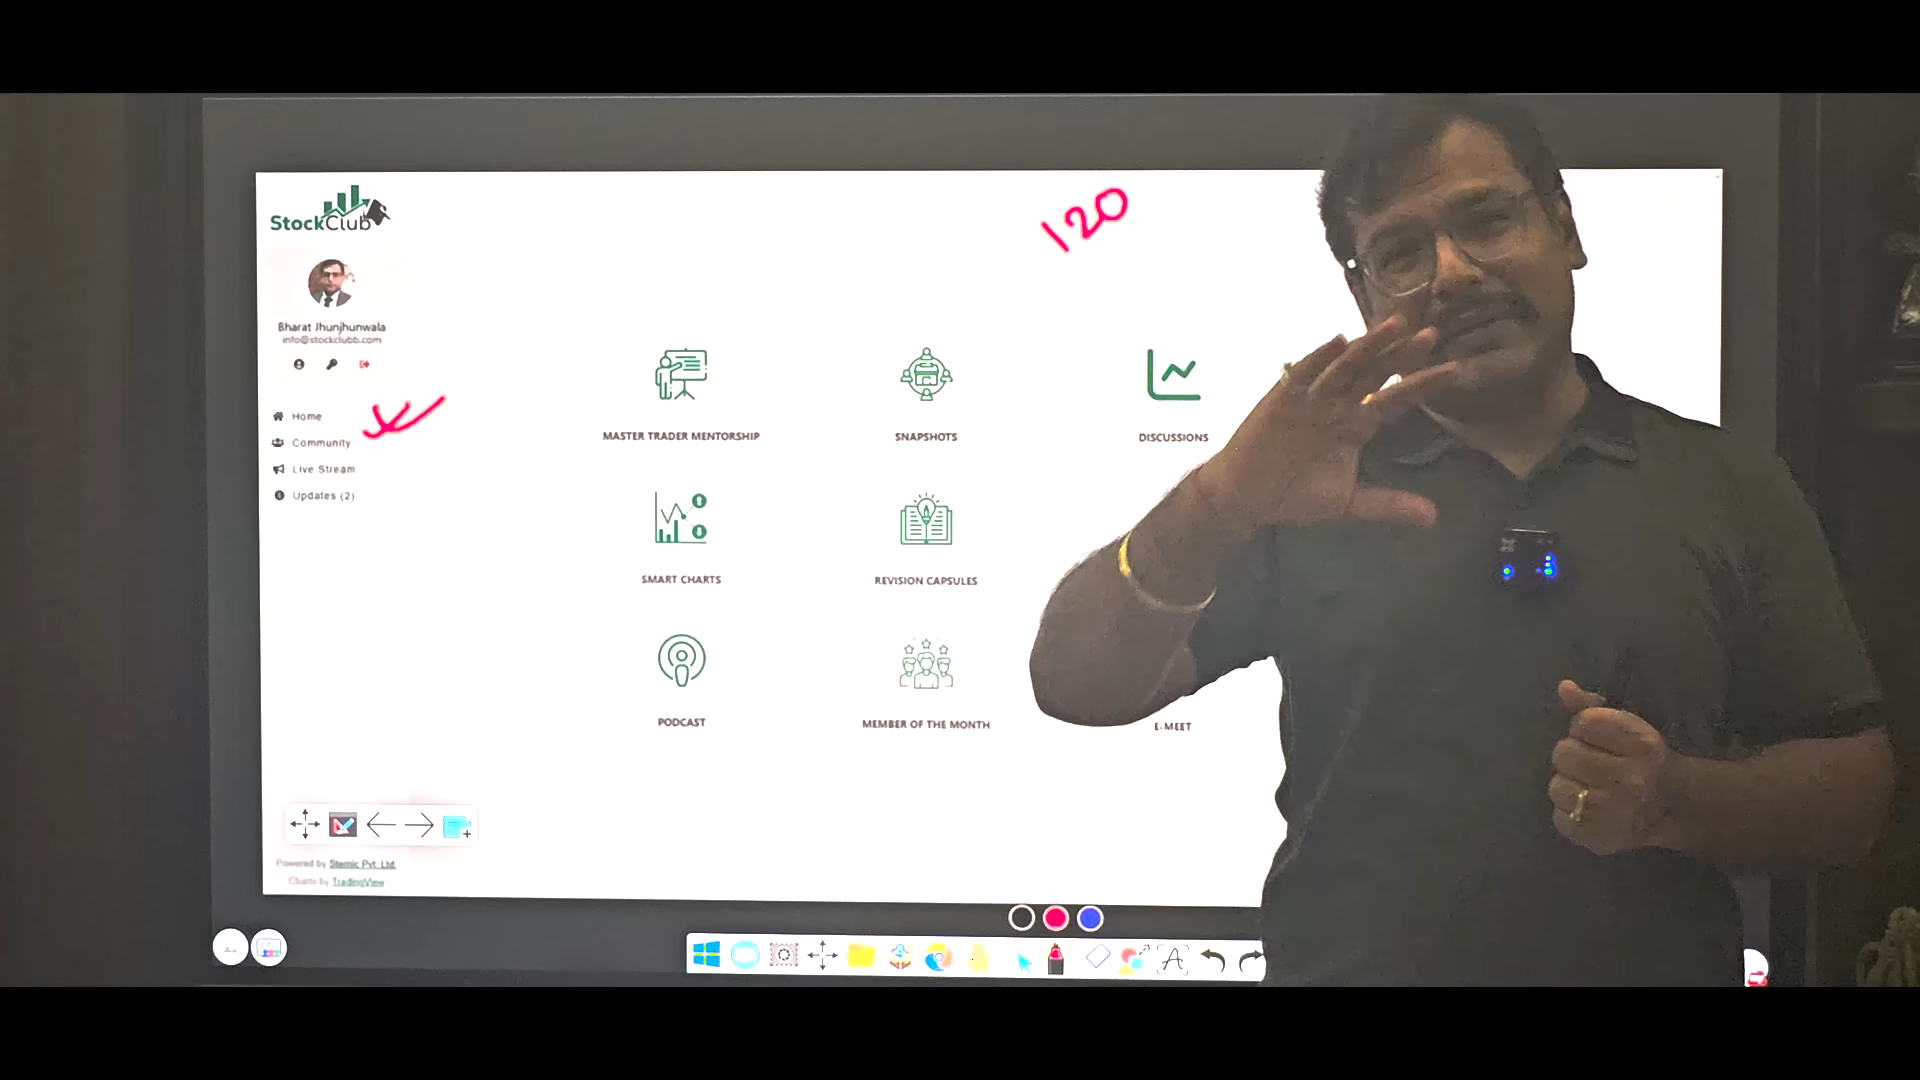 StockClub
120
Bharat Jhunjhunwala
info@stockclubb.com
Home
Community
Live Stream
Updates (2)
MASTER TRADER MENTORSHIP
SNAPSHOTS
DISCUSSIONS
SMART CHARTS
REVISION CAPSULES
PODCAST
MEMBER OF THE MONTH
E-MEET
Powered by Sternic Pvt. Ltd.
Charts by TradingView
A